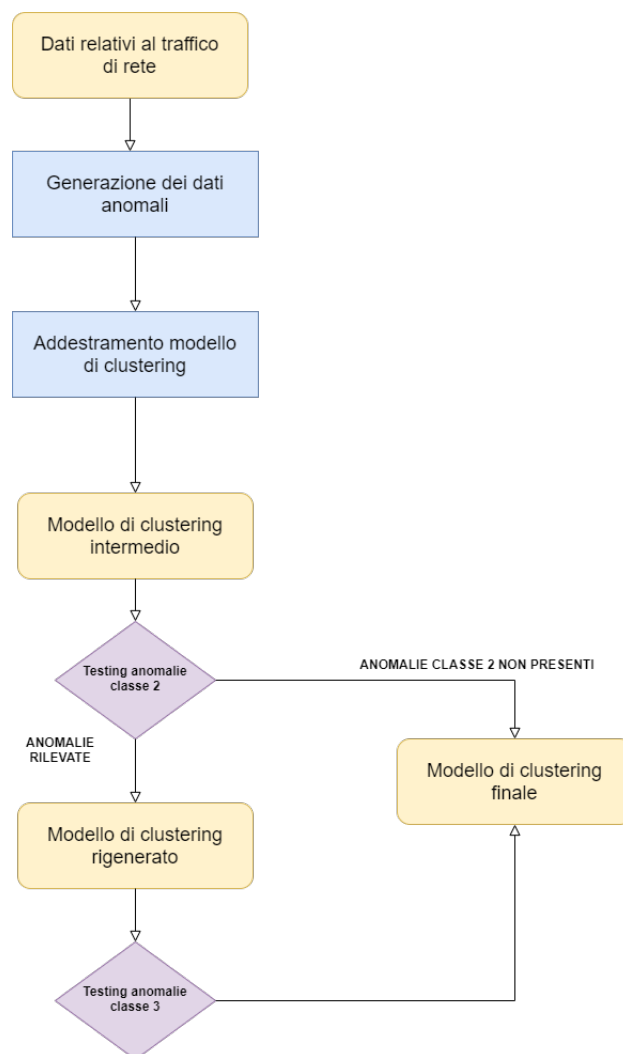 Dati relativi al traffico
di rete
Generazione dei dati
anomali
Addestramento modello
di clustering
Modello di clustering
intermedio
Testing anomalie
classe 2
ANOMALIE CLASSE 2 NON PRESENTI
ANOMALIE
RILEVATE
Modello di clustering
finale
Modello di clustering
rigenerato
Testing anomalie
classe 3